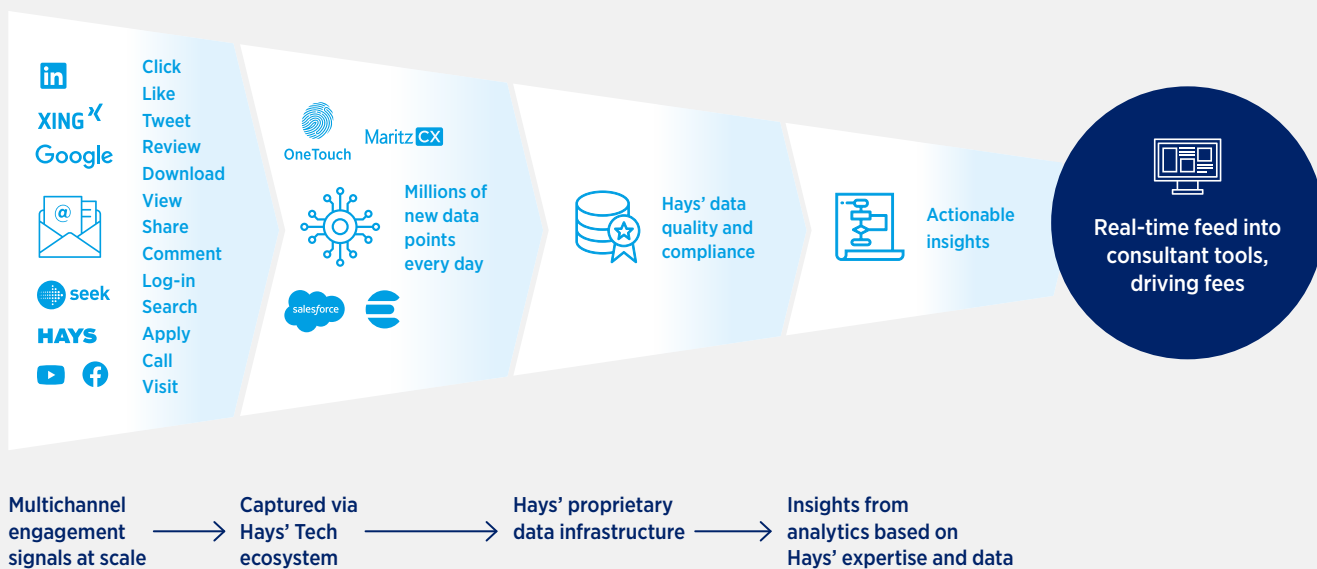 in
XING
Google
@
seek
HAYS
Click
Like
Tweet
Review
Download
View
Share
Comment
Log-in
Search
Apply
Call
Visit
OneTouch
Maritz CX
Millions of
new data
points
every day
salesforce
Hays’ data
quality and
compliance
Actionable
insights
Real-time feed into
consultant tools,
driving fees
Multichannel
engagement
signals at scale
Captured via
Hays’ Tech
ecosystem
Hays’ proprietary
data infrastructure
Insights from
analytics based on
Hays’ expertise and data